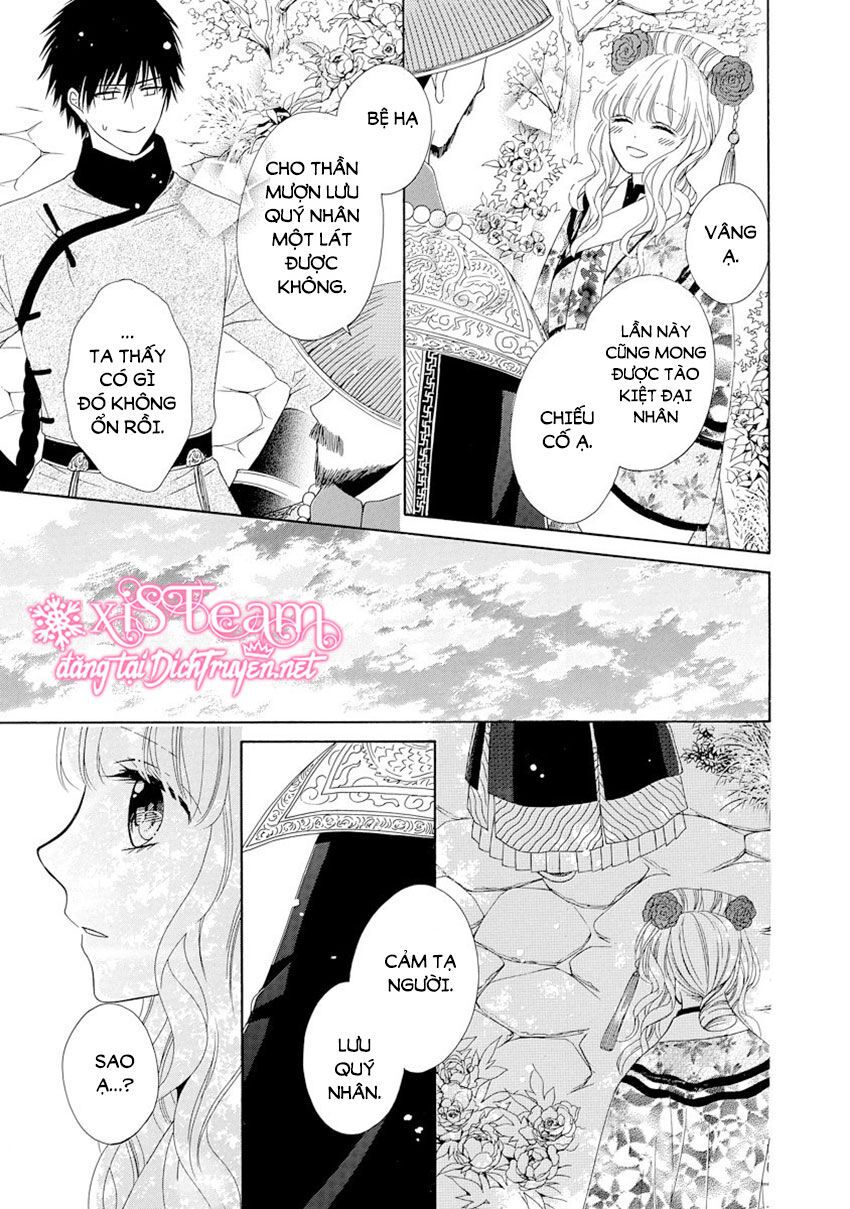 VÂNG
Ạ.
LẦN NÀY
CŨNG MONG
ĐƯỢC TÀO
KIỆT ĐẠI
NHÂN
CHIẾU
CỐ Ạ.
BỆ HẠ
CHO THẦN
MƯỢN LƯU
QUÝ NHÂN
MỘT LÁT
ĐƯỢC
KHÔNG.
...
TA THẤY
CÓ GÌ
ĐÓ KHÔNG
ỔN RỒI.
xiSTeam
đăng tại DichTruyen.net
CẢM TẠ
NGƯỜI.
LƯU
QUÝ
NHÂN.
SAO
Ạ...?